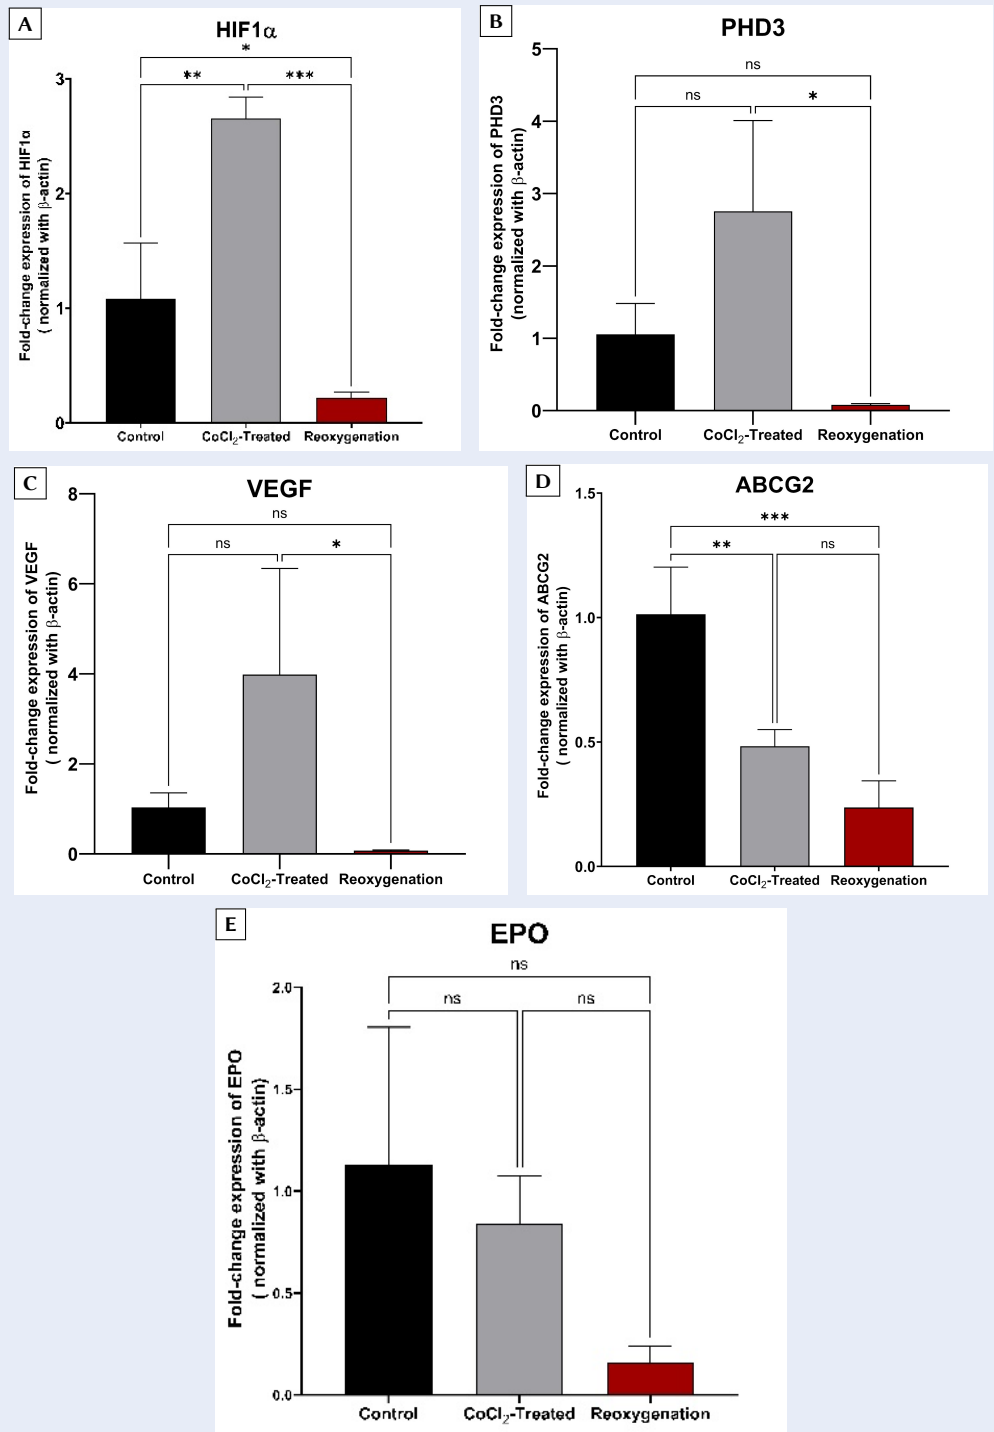 A
HIF1α
*
** ***
3
2
1
0
Fold-change expression of HIF1α
( normalized with β-actin)
Control CoCl₂-Treated Reoxygenation
B
PHD3
ns
ns *
5
4
3
2
1
0
Fold-change expression of PHD3
(normalized with β-actin)
Control CoCl₂-Treated Reoxygenation
C
VEGF
ns
ns *
8
6
4
2
0
Fold-change expression of VEGF
( normalized with β-actin)
Control CoCl₂-Treated Reoxygenation
D
ABCG2
***
** ns
1.5
1.0
0.5
0.0
Fold-change expression of ABCG2
( normalized with β-actin)
Control CoCl₂-Treated Reoxygenation
E
EPO
ns
ns ns
2.0
1.5
1.0
0.5
0.0
Fold-change expression of EPO
( normalized with β-actin)
Control CoCl₂-Treated Reoxygenation